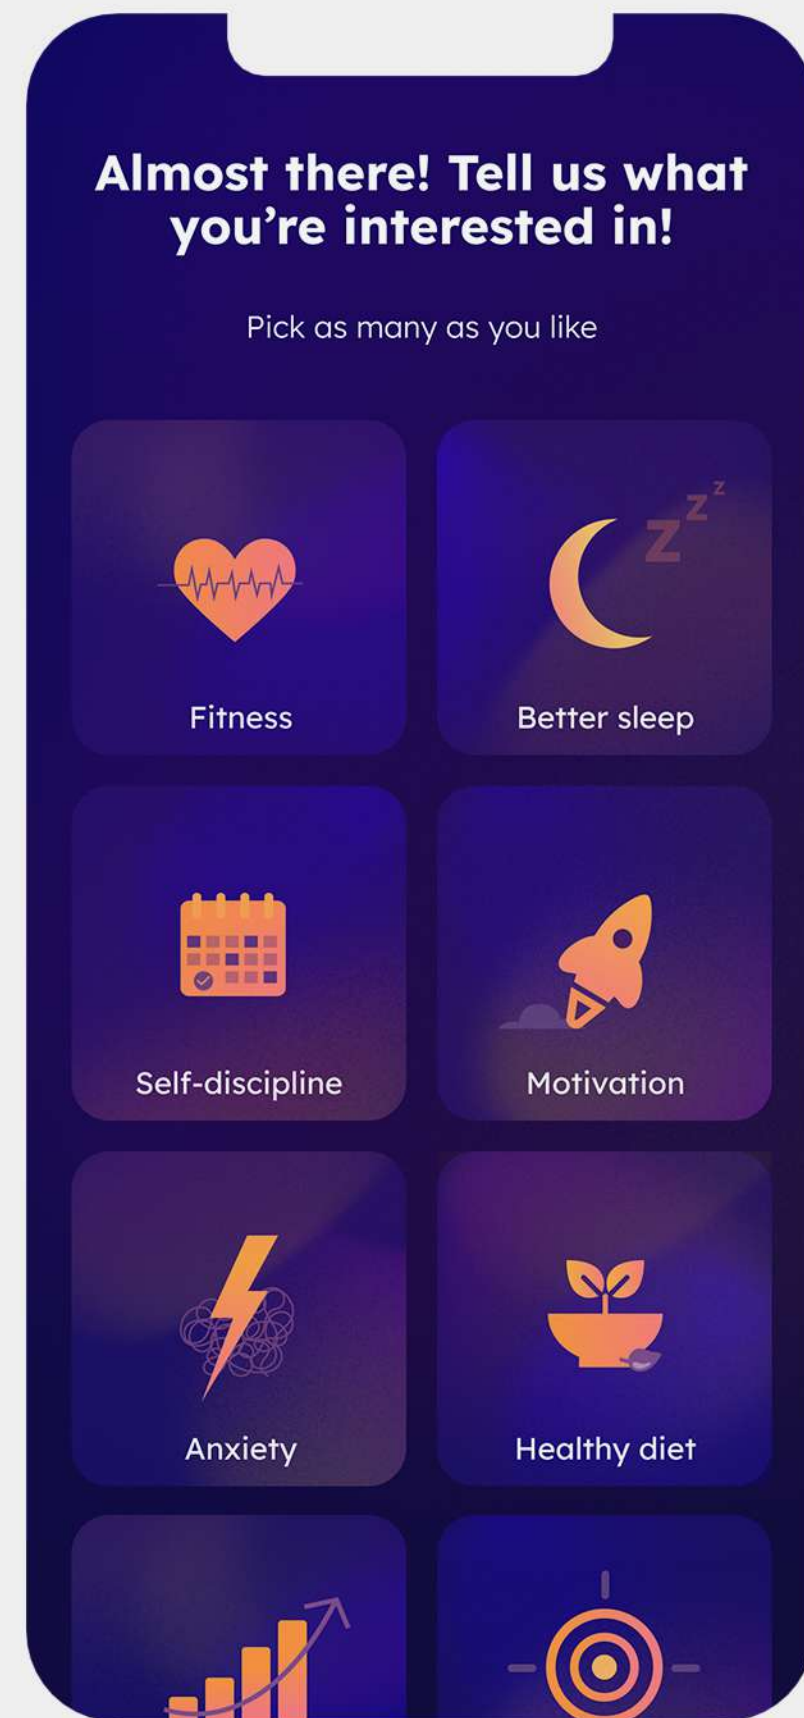 Almost there! Tell us what
you’re interested in!
Pick as many as you like
z
z
z
Fitness
Better sleep
Self-discipline
Motivation
Anxiety
Healthy diet